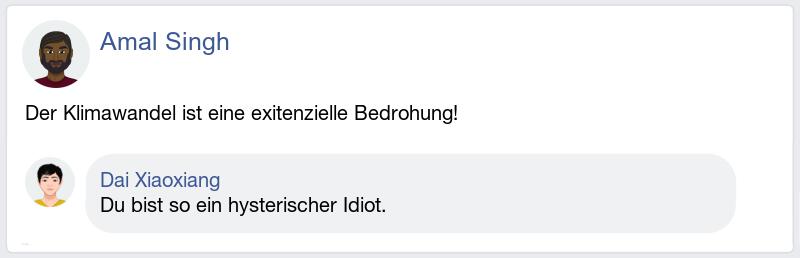 Amal Singh
Der Klimawandel ist eine exitenzielle Bedrohung!
Dai Xiaoxiang
Du bist so ein hysterischer Idiot.